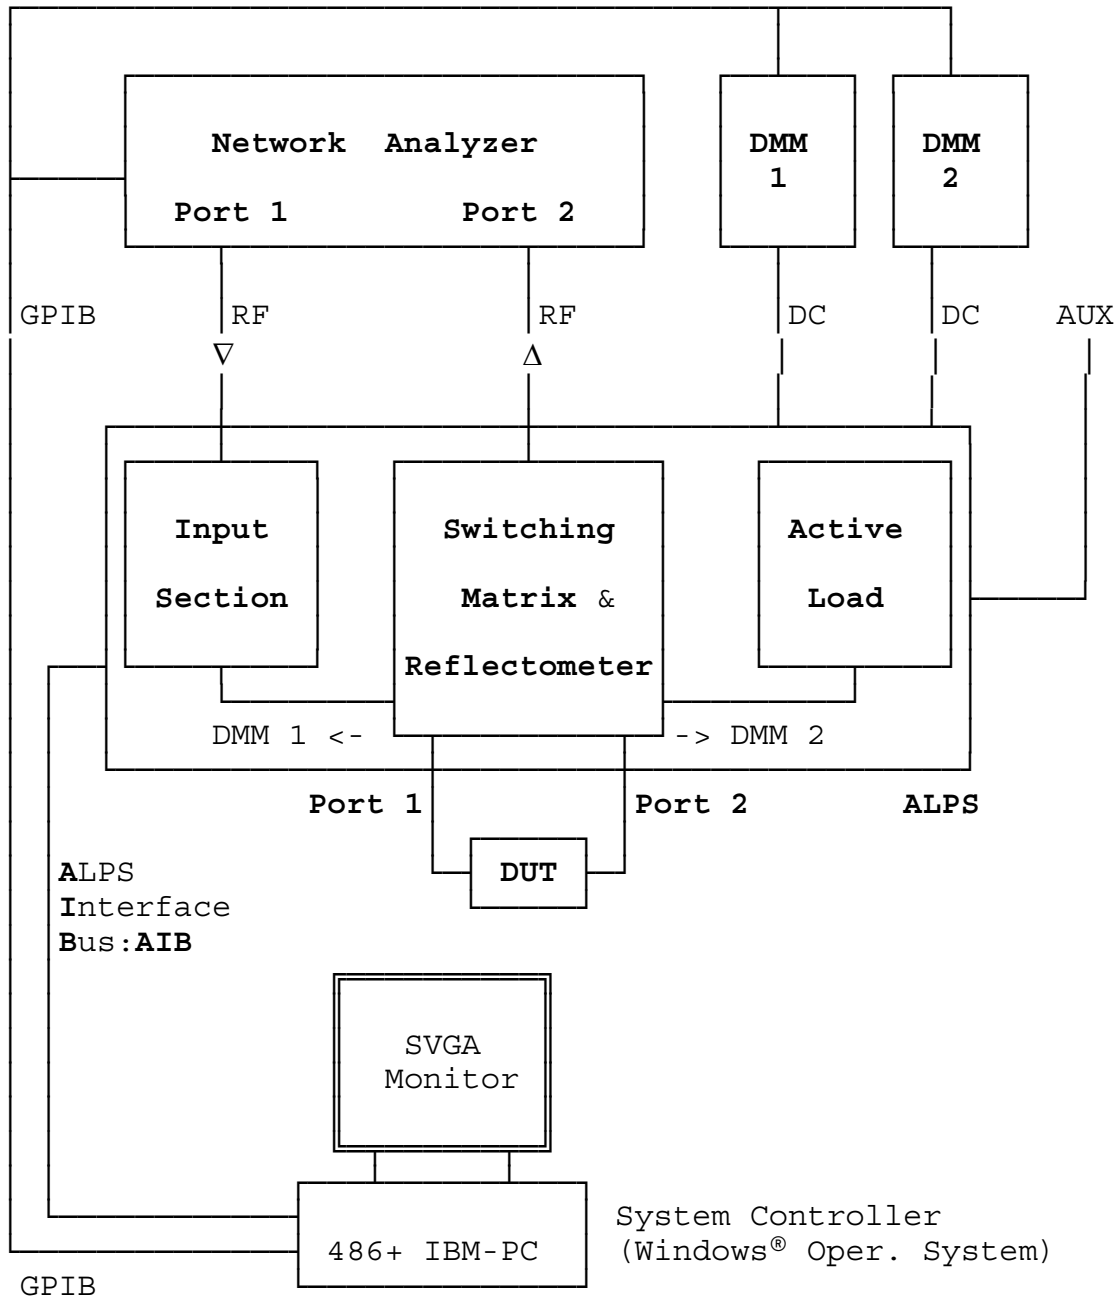 Network Analyzer
Port 1 Port 2
DMM
1
DMM
2
GPIB RF RF DC DC AUX
∇ Δ
Input
Section
Switching
Matrix &
Reflectometer
Active
Load
DMM 1 <- -> DMM 2
Port 1 Port 2 ALPS
DUT
ALPS
Interface
Bus:AIB
SVGA
Monitor
486+ IBM-PC
System Controller
(Windows® Oper. System)
GPIB